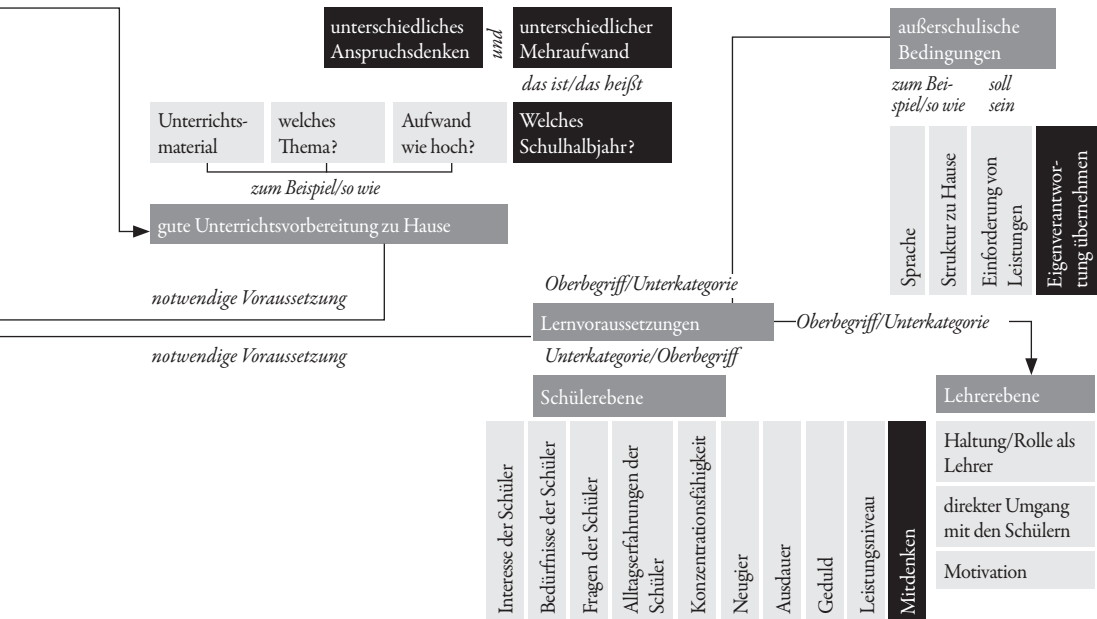 unterschiedliches
Anspruchsdenken
und
unterschiedlicher
Mehraufwand
das ist/das heißt
Unterrichts-
material
welches
Thema?
Aufwand
wie hoch?
Welches
Schulhalbjahr?
zum Beispiel/so wie
gute Unterrichtsvorbereitung zu Hause
notwendige Voraussetzung
notwendige Voraussetzung
außerschulische
Bedingungen
zum Bei-
spiel/so wie
soll
sein
Sprache
Struktur zu Hause
Einforderung von
Leistungen
Eigenverantwor-
tung übernehmen
Oberbegriff/Unterkategorie
Lernvoraussetzungen
Oberbegriff/Unterkategorie
Unterkategorie/Oberbegriff
Schülerebene
Interesse der Schüler
Bedürfnisse der Schüler
Fragen der Schüler
Alltagserfahrungen der
Schüler
Konzentrationsfähigkeit
Neugier
Ausdauer
Geduld
Leistungsniveau
Mitdenken
Lehrerebene
Haltung/Rolle als
Lehrer
direkter Umgang
mit den Schülern
Motivation